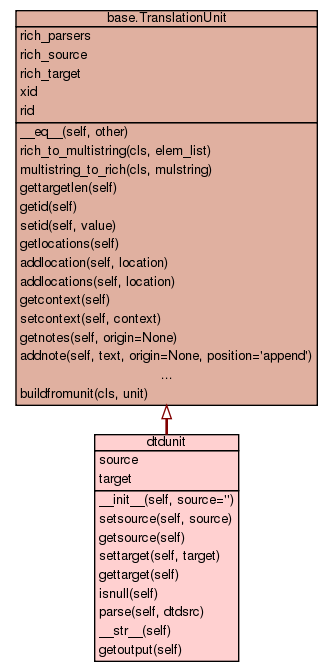 base.TranslationUnit
rich_parsers
rich_source
rich_target
xid
rid
__eq__(self, other)
rich_to_multistring(cls, elem_list)
multistring_to_rich(cls, mulstring)
gettargetlen(self)
getid(self)
setid(self, value)
getlocations(self)
addlocation(self, location)
addlocations(self, location)
getcontext(self)
setcontext(self, context)
getnotes(self, origin=None)
addnote(self, text, origin=None, position='append')
...
buildfromunit(cls, unit)
dtdunit
source
target
__init__(self, source='')
setsource(self, source)
getsource(self)
settarget(self, target)
gettarget(self)
isnull(self)
parse(self, dtdsrc)
__str__(self)
getoutput(self)